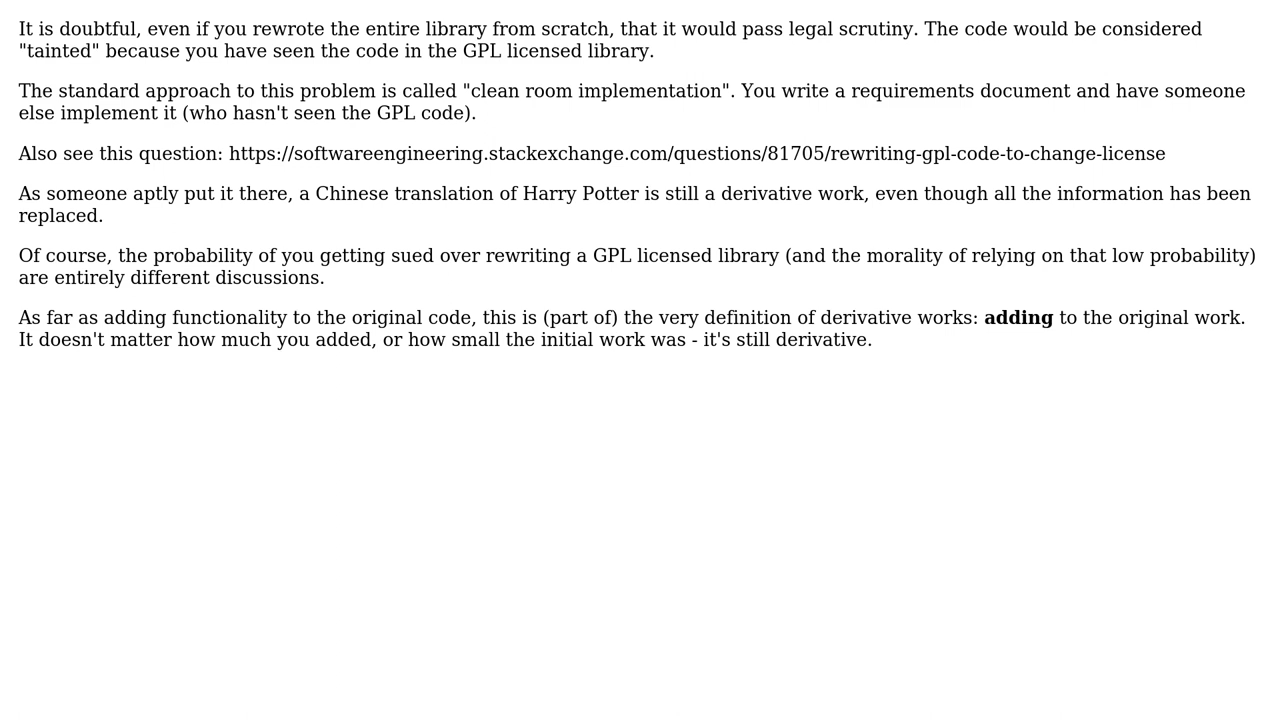 It is doubtful, even if you rewrote the entire library from scratch, that it would pass legal scrutiny. The code would be considered
"tainted" because you have seen the code in the GPL licensed library.
The standard approach to this problem is called "clean room implementation". You write a requirements document and have someone
else implement it (who hasn't seen the GPL code).
Also see this question: https://softwareengineering.stackexchange.com/questions/81705/rewriting-gpl-code-to-change-license
As someone aptly put it there, a Chinese translation of Harry Potter is still a derivative work, even though all the information has been
replaced.
Of course, the probability of you getting sued over rewriting a GPL licensed library (and the morality of relying on that low probability)
are entirely different discussions.
As far as adding functionality to the original code, this is (part of) the very definition of derivative works: adding to the original work.
It doesn't matter how much you added, or how small the initial work was - it's still derivative.